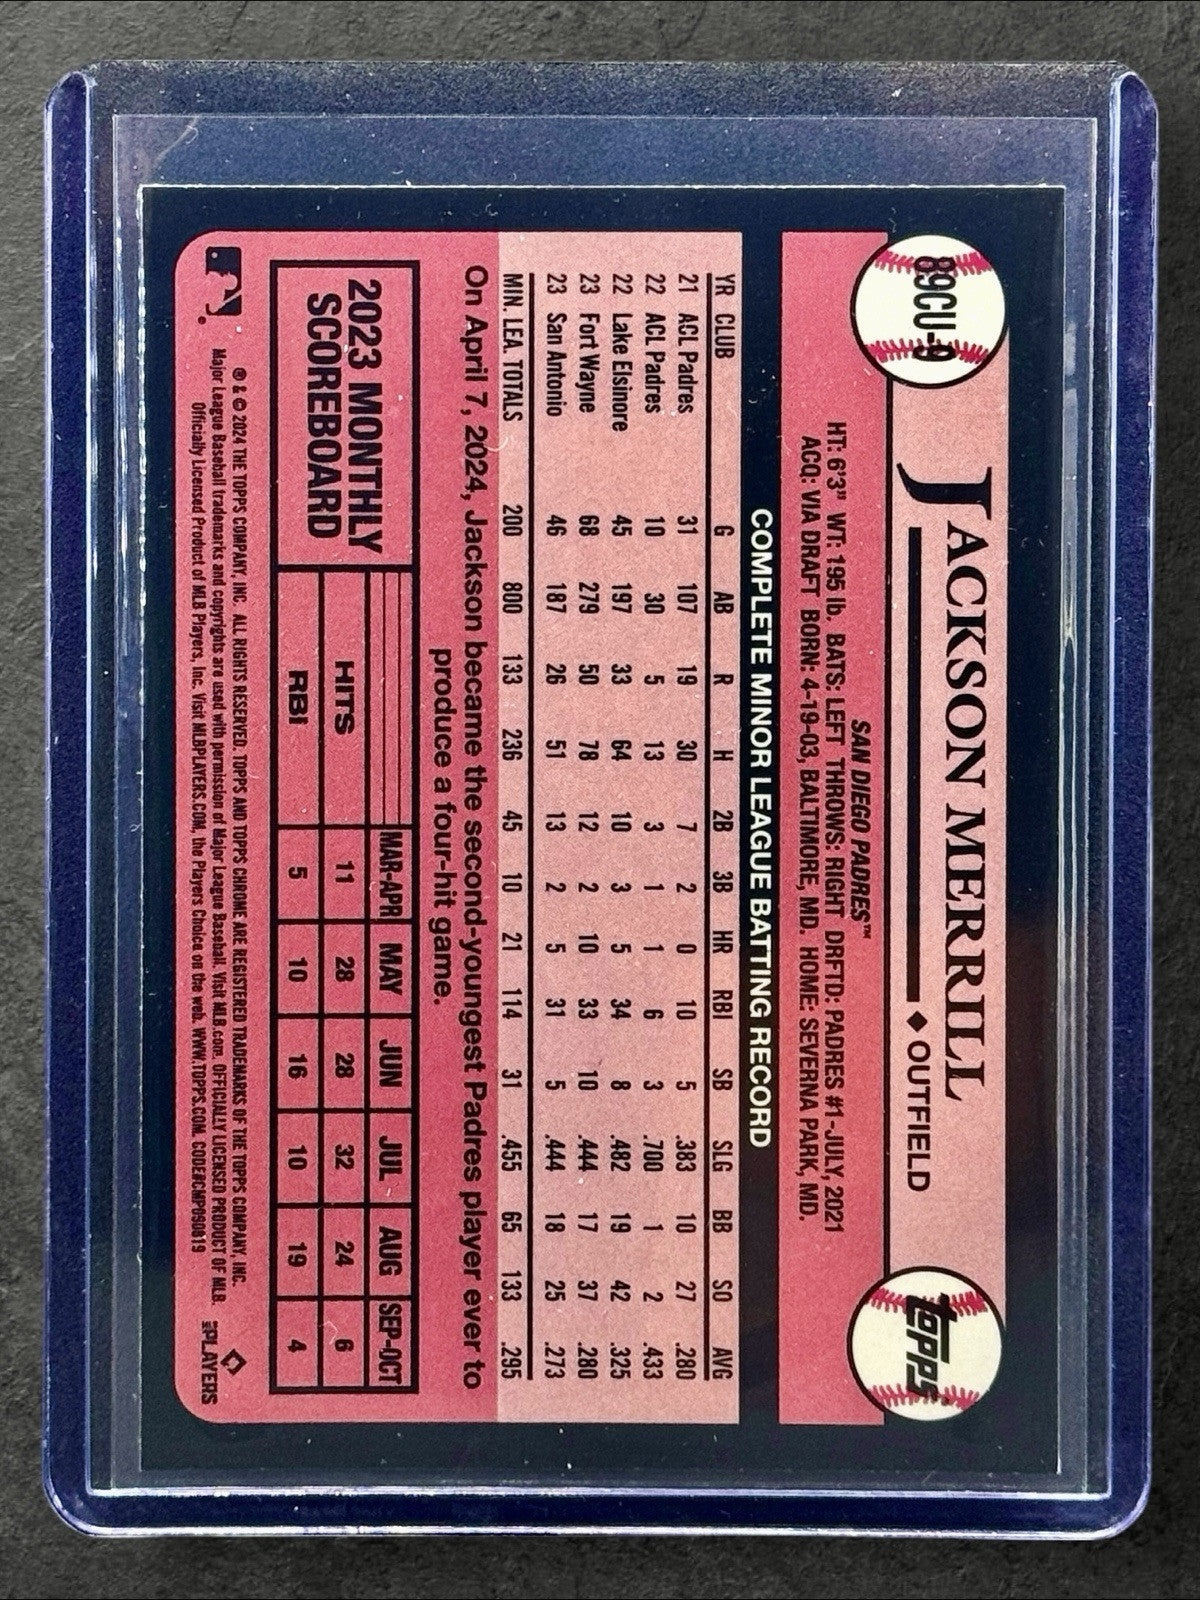 89CU-9
JACKSON MERRILL
◆ OUTFIELD
topps
SAN DIEGO PADRES™
HT: 6'3" WT: 195 lb. BATS: LEFT THROWS: RIGHT DRFTD: PADRES #1-JULY, 2021
ACQ: VIA DRAFT BORN: 4-19-03, BALTIMORE, MD. HOME: SEVERNA PARK, MD.
COMPLETE MINOR LEAGUE BATTING RECORD
YR CLUB G AB R H 2B 3B HR RBI SB SLG BB SO AVG
21 ACL Padres 31 107 19 30 7 2 0 10 5 .383 10 27 .280
22 ACL Padres 10 30 5 13 3 1 1 6 3 .700 1 2 .433
22 Lake Elsinore 45 197 33 64 10 3 5 34 8 .482 19 42 .325
23 Fort Wayne 68 279 50 78 12 2 10 33 10 .444 17 37 .280
23 San Antonio 46 187 26 51 13 2 5 31 5 .444 18 25 .273
MIN. LEA. TOTALS 200 800 133 236 45 10 21 114 31 .455 65 133 .295
On April 7, 2024, Jackson became the second-youngest Padres player ever to
produce a four-hit game.
2023 MONTHLY
SCOREBOARD
MAR-APR MAY JUN JUL AUG SEP-OCT
HITS 11 28 28 32 24 6
RBI 5 10 16 10 19 4
® & © 2024 THE TOPPS COMPANY, INC. ALL RIGHTS RESERVED. TOPPS AND TOPPS CHROME ARE REGISTERED TRADEMARKS OF THE TOPPS COMPANY, INC.
Major League Baseball trademarks and copyrights are used with permission of Major League Baseball. Visit MLB.com. OFFICIALLY LICENSED PRODUCT OF MLB
Officially Licensed Product of MLB Players, Inc. Visit MLBPLAYERS.COM, the Players Choice on the web. WWW.TOPPS.COM. CODE#CMP090819
MLB PLAYERS